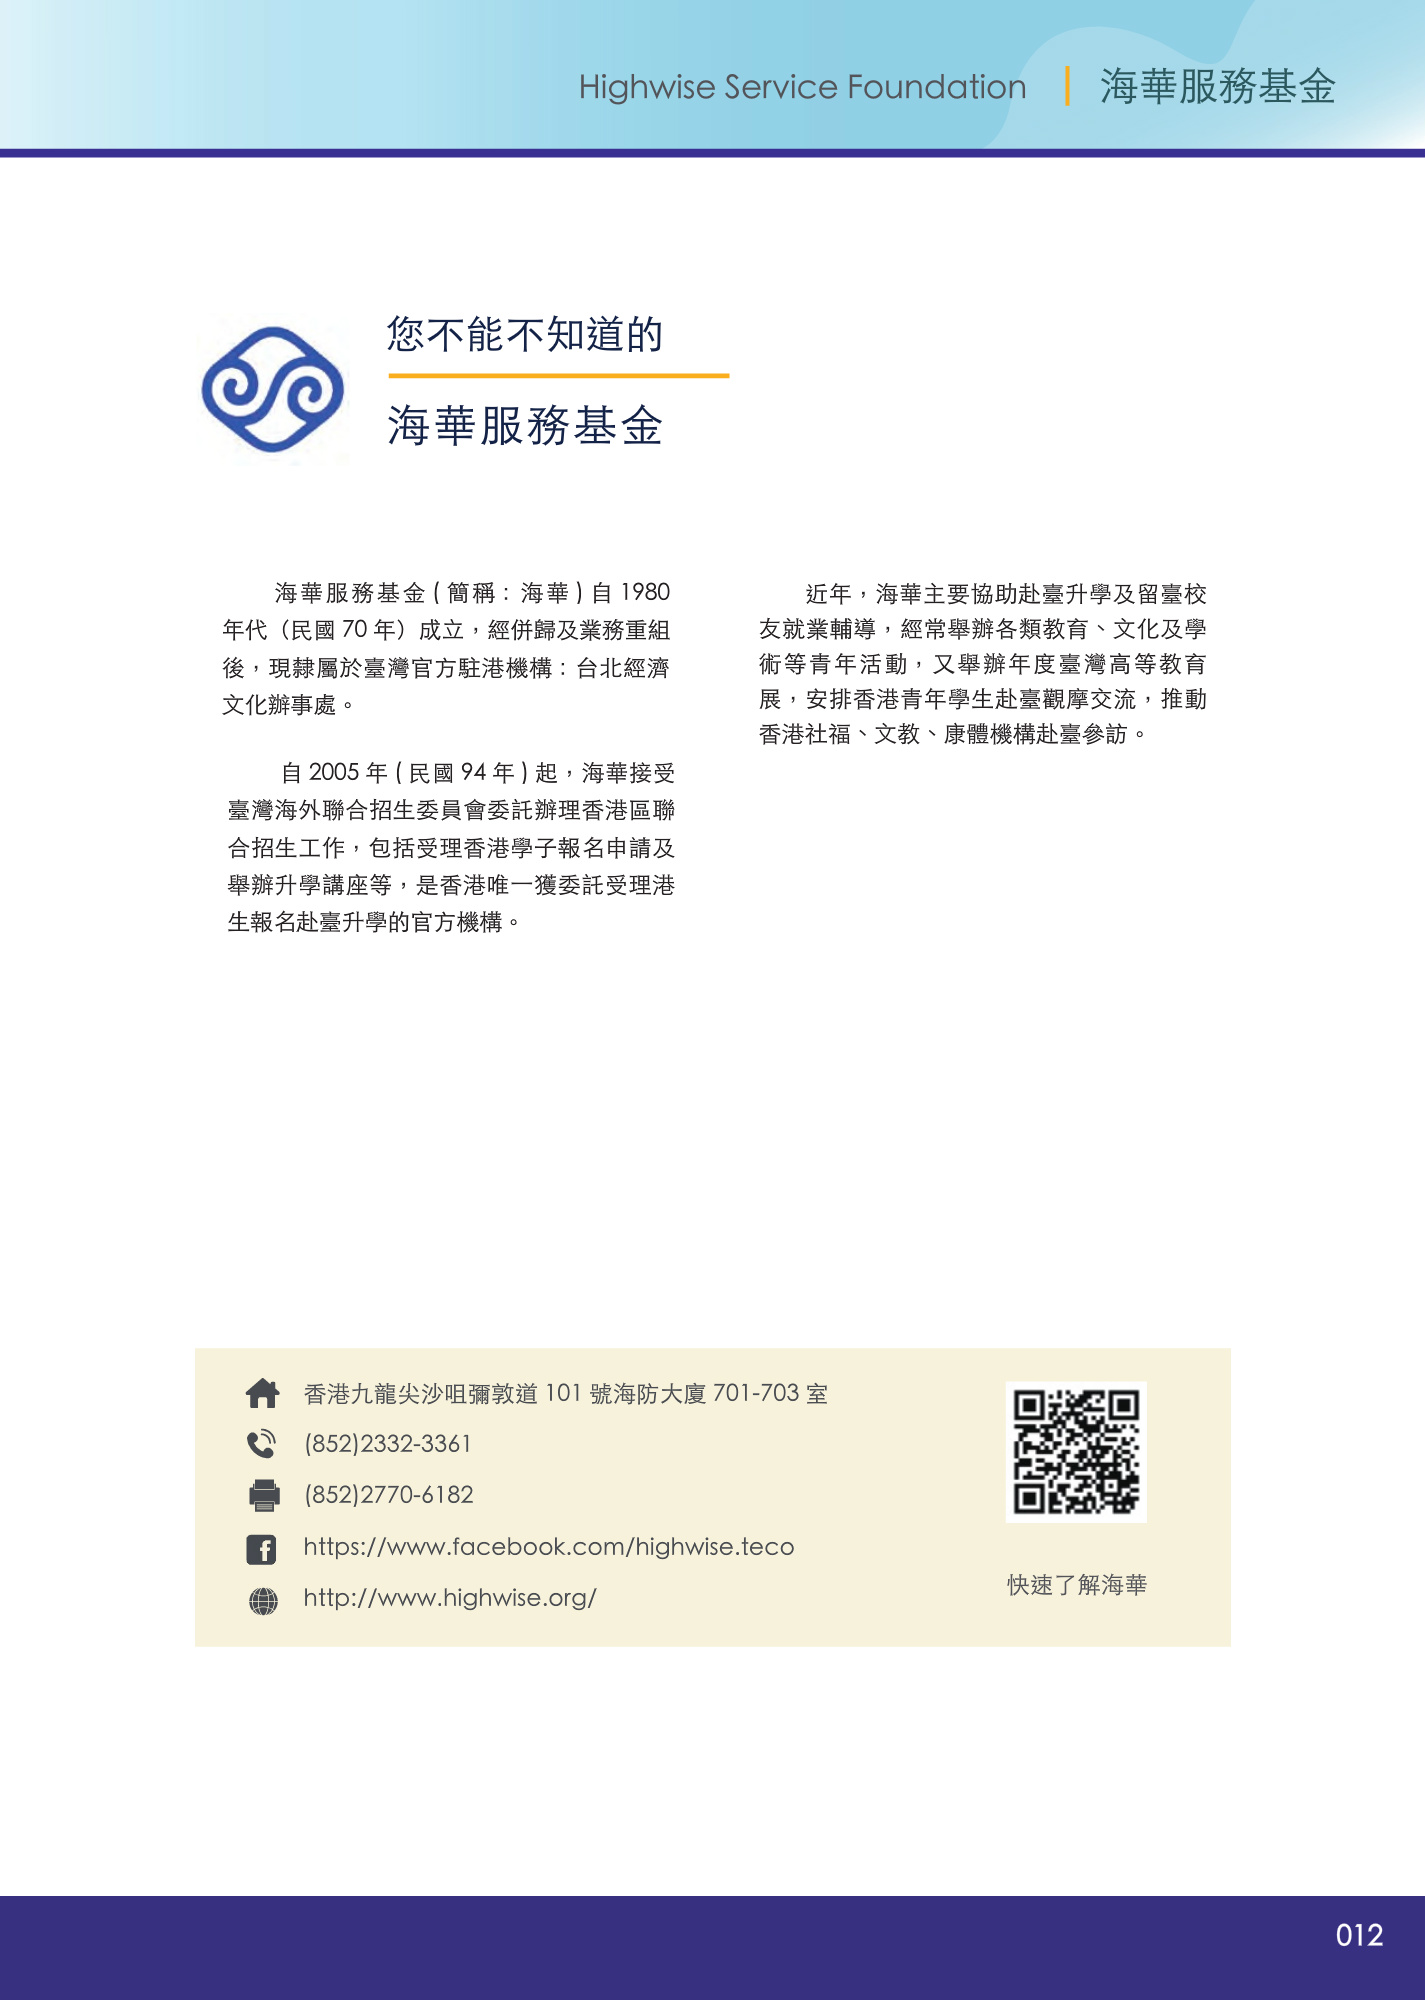 Highwise Service Foundation
海華服務基金
您不能不知道的
海華服務基金
海華服務基金 ( 簡稱：海華 ) 自 1980
年代（民國 70 年）成立，經併歸及業務重組
後，現隸屬於臺灣官方駐港機構：台北經濟
文化辦事處。
自 2005 年 ( 民國 94 年 ) 起，海華接受
臺灣海外聯合招生委員會委託辦理香港區聯
合招生工作，包括受理香港學子報名申請及
舉辦升學講座等，是香港唯一獲委託受理港
生報名赴臺升學的官方機構。
近年，海華主要協助赴臺升學及留臺校
友就業輔導，經常舉辦各類教育、文化及學
術等青年活動，又舉辦年度臺灣高等教育
展，安排香港青年學生赴臺觀摩交流，推動
香港社福、文教、康體機構赴臺參訪。
香港九龍尖沙咀彌敦道 101 號海防大廈 701-703 室
(852)2332-3361
(852)2770-6182
https://www.facebook.com/highwise.teco
http://www.highwise.org/
快速了解海華
012